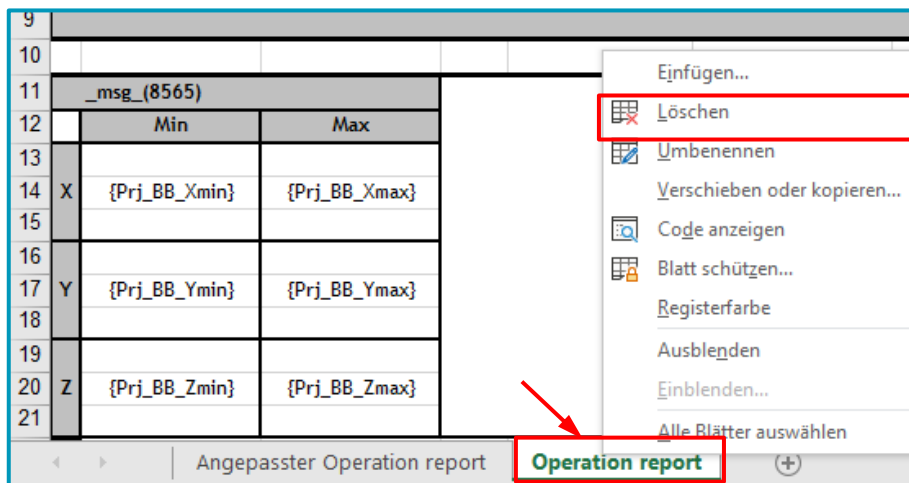 9
10
11 _msg_(8565)
12 Min Max
13
14 X {Prj_BB_Xmin} {Prj_BB_Xmax}
15
16
17 Y {Prj_BB_Ymin} {Prj_BB_Ymax}
18
19
20 Z {Prj_BB_Zmin} {Prj_BB_Zmax}
21
Einfügen...
Löschen
Umbenennen
Verschieben oder kopieren...
Code anzeigen
Blatt schützen...
Registerfarbe
Ausblenden
Einblenden...
Alle Blätter auswählen
Angepasster Operation report Operation report